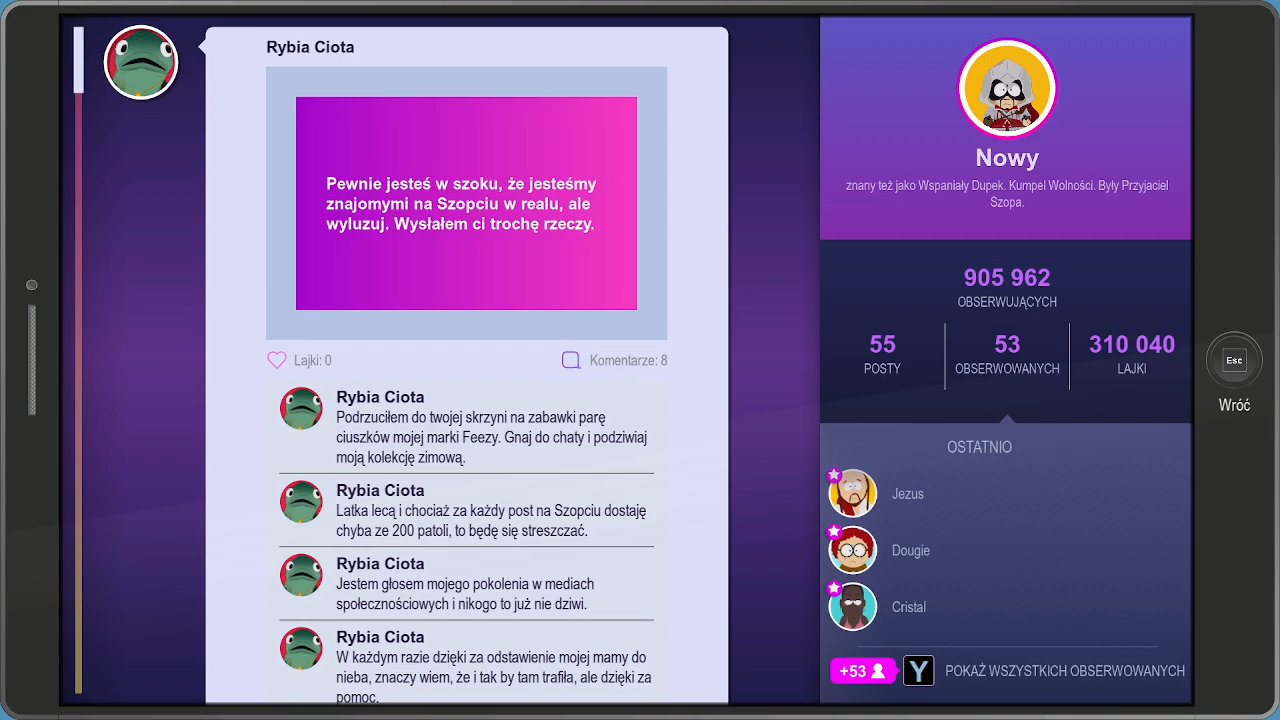 Rybia Ciota
Pewnie jesteś w szoku, że jesteśmy
znajomymi na Szopciu w realu, ale
wyluzuj. Wysłałem ci trochę rzeczy.
Lajki: 0
Komentarze: 8
Rybia Ciota
Podrzuciłem do twojej skrzyni na zabawki parę
ciuszków mojej marki Feezy. Gnaj do chaty i podziwiaj
moją kolekcję zimową.
Rybia Ciota
Latka lecą i chociaż za każdy post na Szopciu dostaję
chyba ze 200 patoli, to będę się streszczać.
Rybia Ciota
Jestem głosem mojego pokolenia w mediach
społecznościowych i nikogo to już nie dziwi.
Rybia Ciota
W każdym razie dzięki za odstawienie mojej mamy do
nieba, znaczy wiem, że i tak by tam trafiła, ale dzięki za
pomoc.
Nowy
znany też jako Wspaniały Dupek. Kumpel Wolności. Były Przyjaciel
Szopa.
905 962
OBSERWUJĄCYCH
55
POSTY
53
OBSERWOWANYCH
310 040
LAJKI
OSTATNIO
Jezus
Dougie
Cristal
+53
Y
POKAŻ WSZYSTKICH OBSERWOWANYCH
Esc
Wróć